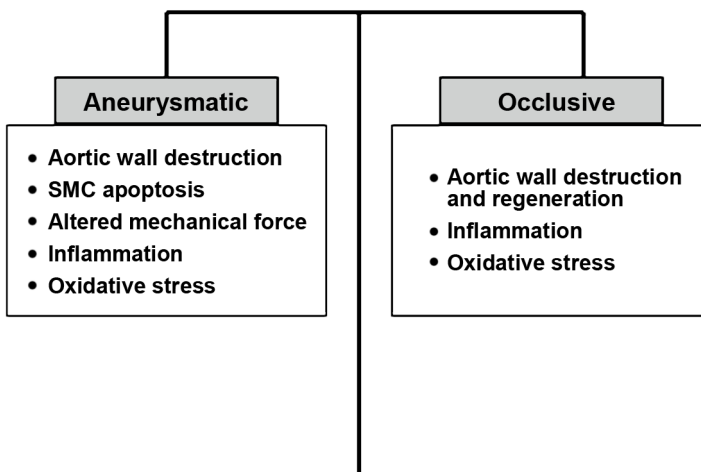 Aneurysmatic
• Aortic wall destruction
• SMC apoptosis
• Altered mechanical force
• Inflammation
• Oxidative stress
Occlusive
• Aortic wall destruction
and regeneration
• Inflammation
• Oxidative stress